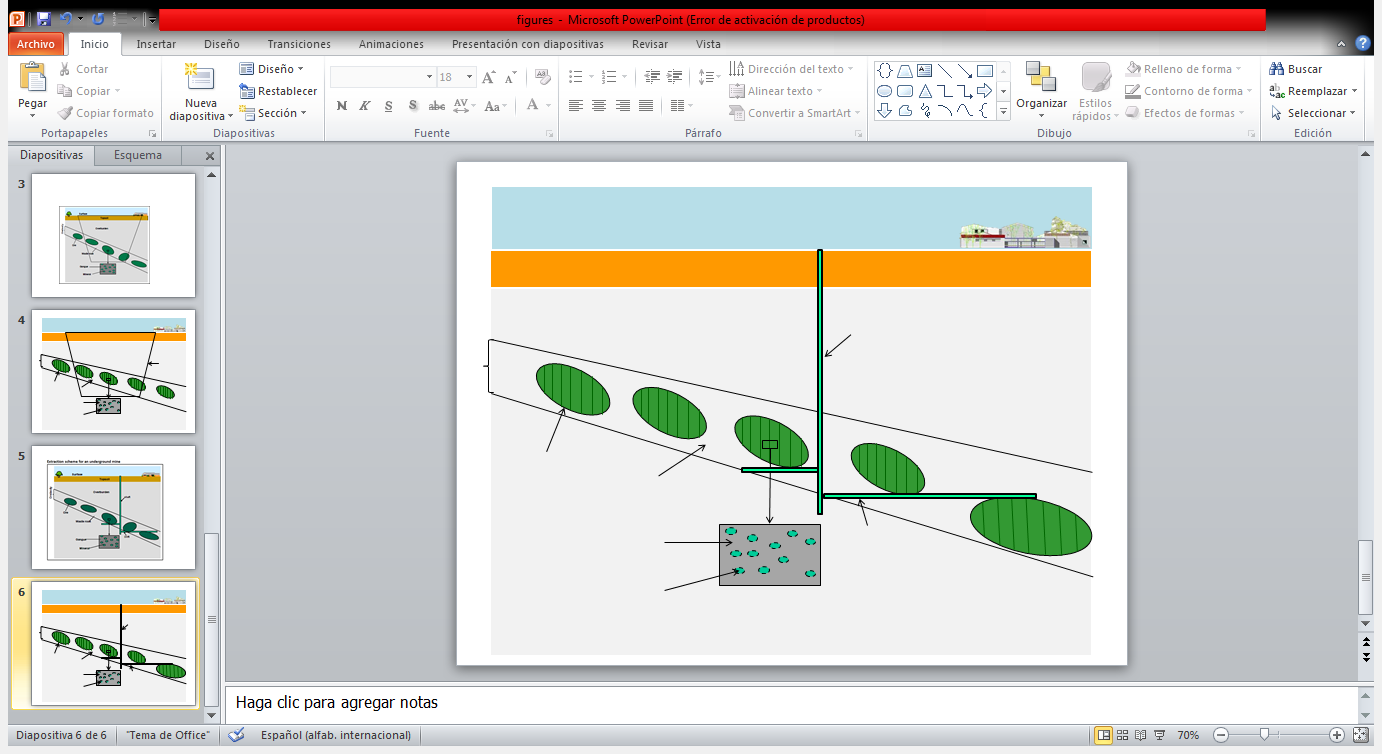 figures - Microsoft PowerPoint (Error de activación de productos)
Archivo Inicio Insertar Diseño Transiciones Animaciones Presentación con diapositivas Revisar Vista
Pegar
Cortar
Copiar
Copiar formato
Portapapeles
Nueva
diapositiva
Diseño
Restablecer
Sección
Diapositivas
18
N K S S abc AV Aa A
Fuente
Dirección del texto
Alinear texto
Convertir a SmartArt
Párrafo
Organizar
Estilos
rápidos
Relleno de forma
Contorno de forma
Efectos de formas
Dibujo
Buscar
Reemplazar
Seleccionar
Edición
Diapositivas Esquema
3
4
5
Extraction scheme for an underground mine
6
Haga clic para agregar notas
Diapositiva 6 de 6 "Tema de Office" Español (alfab. internacional) 70%